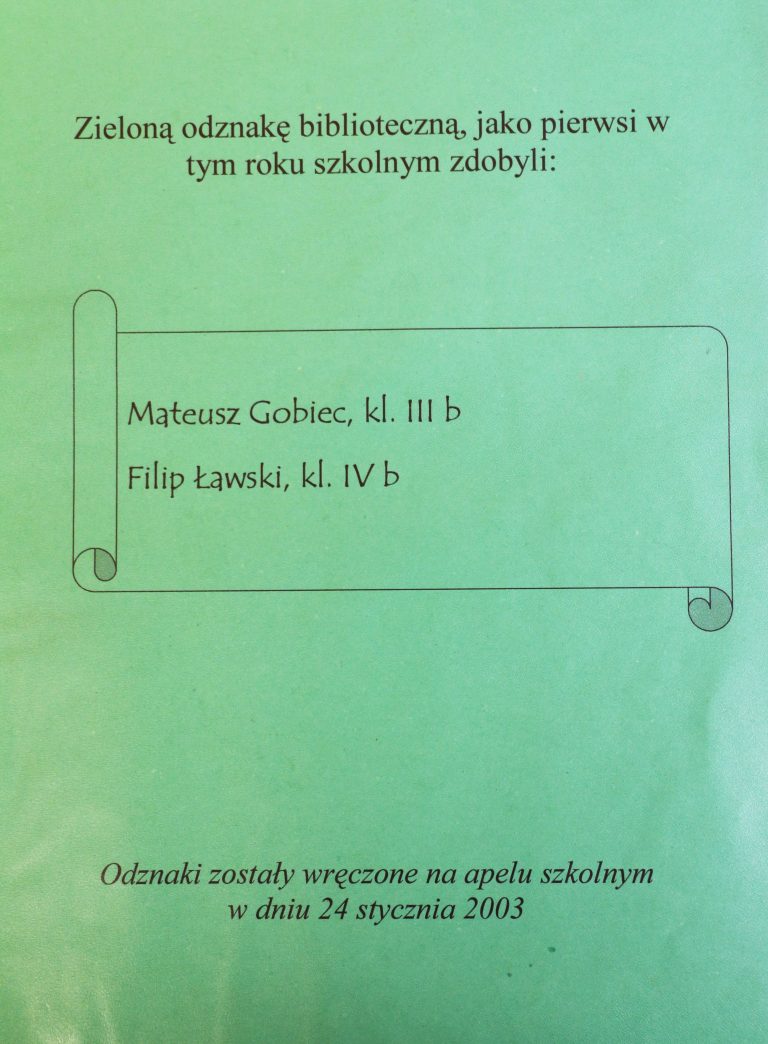 Zieloną odznakę biblioteczną, jako pierwsi w
tym roku szkolnym zdobyli:
Mateusz Gobiec, kl. III b
Filip Ławski, kl. IV b
Odznaki zostały wręczone na apelu szkolnym
w dniu 24 stycznia 2003